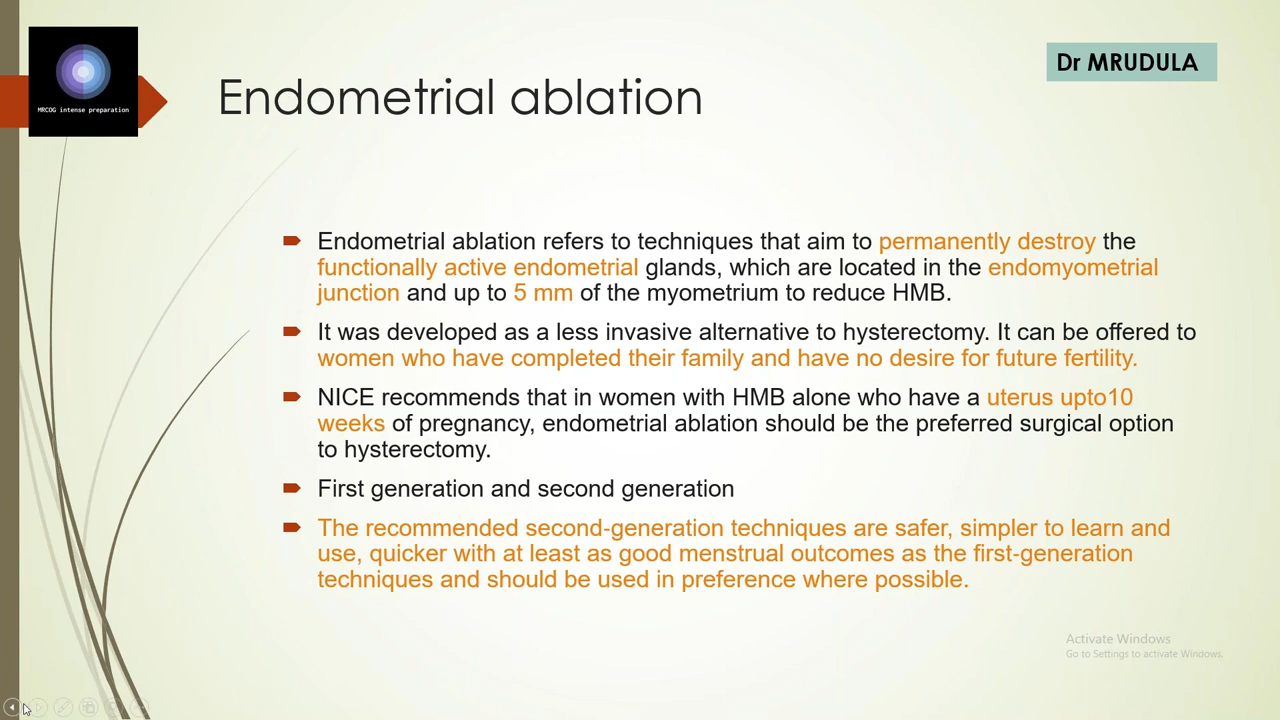 MRCOG intense preparation
Dr MRUDULA
Endometrial ablation
Endometrial ablation refers to techniques that aim to permanently destroy the
functionally active endometrial glands, which are located in the endomyometrial
junction and up to 5 mm of the myometrium to reduce HMB.
It was developed as a less invasive alternative to hysterectomy. It can be offered to
women who have completed their family and have no desire for future fertility.
NICE recommends that in women with HMB alone who have a uterus upto10
weeks of pregnancy, endometrial ablation should be the preferred surgical option
to hysterectomy.
First generation and second generation
The recommended second-generation techniques are safer, simpler to learn and
use, quicker with at least as good menstrual outcomes as the first-generation
techniques and should be used in preference where possible.
Activate Windows
Go to Settings to activate Windows.